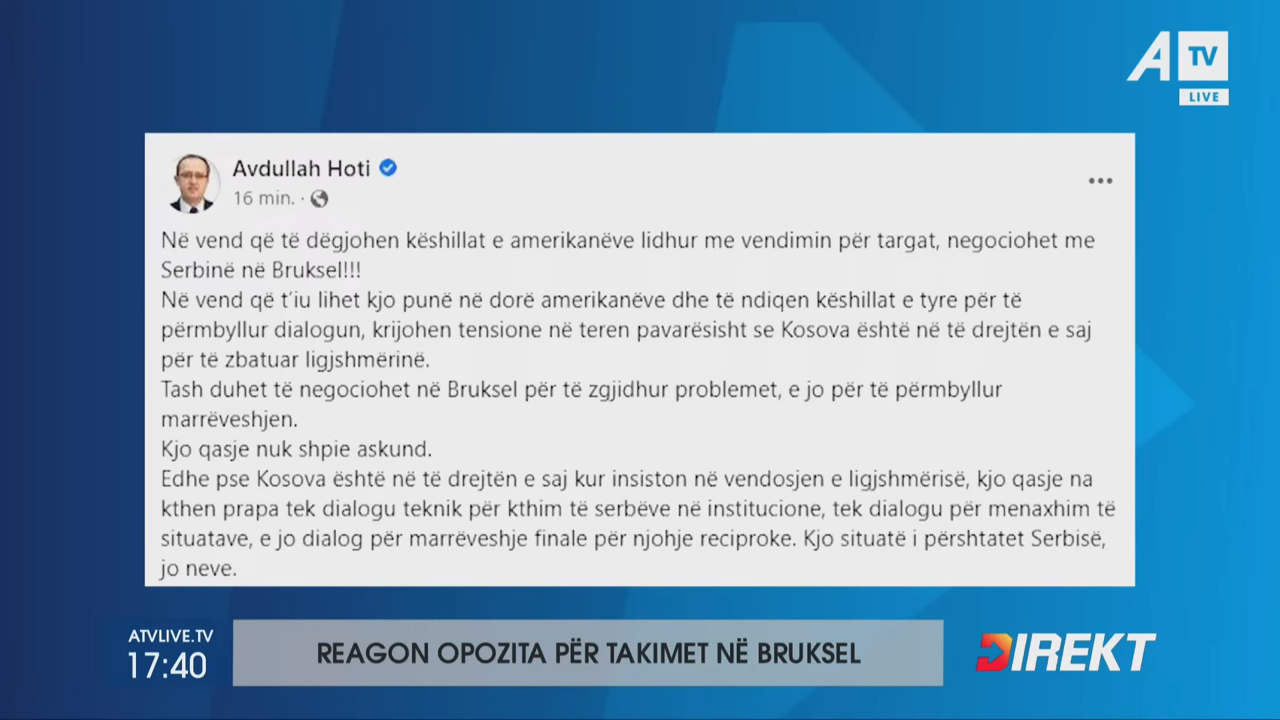 A TV
LIVE
Avdullah Hoti
16 min. ·
Në vend që të dëgjohen këshillat e amerikanëve lidhur me vendimin për targat, negociohet me
Serbinë në Bruksel!!!
Në vend që t'iu lihet kjo punë në dorë amerikanëve dhe të ndiqen këshillat e tyre për të
përmbyllur dialogun, krijohen tensione në teren pavarësisht se Kosova është në të drejtën e saj
për të zbatuar ligjshmërinë.
Tash duhet të negociohet në Bruksel për të zgjidhur problemet, e jo për të përmbyllur
marrëveshjen.
Kjo qasje nuk shpie askund.
Edhe pse Kosova është në të drejtën e saj kur insiston në vendosjen e ligjshmërisë, kjo qasje na
kthen prapa tek dialogu teknik për kthim të serbëve në institucione, tek dialogu për menaxhim të
situatave, e jo dialog për marrëveshje finale për njohje reciproke. Kjo situatë i përshtatet Serbisë,
jo neve.
ATVLIVE.TV
17:40
REAGON OPOZITA PËR TAKIMET NË BRUKSEL
DIREKT